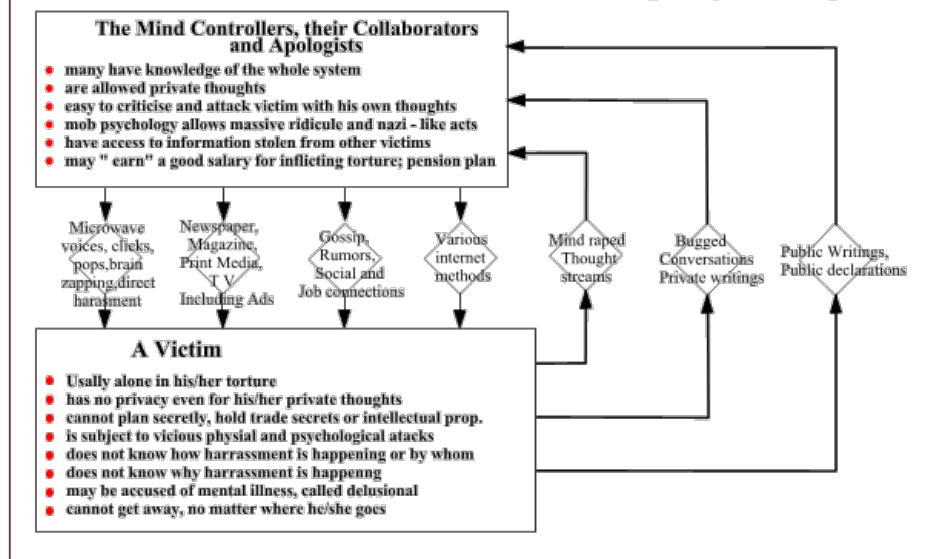 The Mind Controllers, their Collaborators
and Apologists
many have knowledge of the whole system
are allowed private thoughts
easy to criticise and attack victim with his own thoughts
mob psychology allows massive ridicule and nazi - like acts
have access to information stolen from other victims
may " earn" a good salary for inflicting torture; pension plan
Microwave
voices, clicks,
pops,brain
zapping,direct
harasment
Newspaper,
Magazine,
Print Media,
T V
Including Ads
Gossip,
Rumors,
Social and
Job connections
Various
internet
methods
Mind raped
Thought
streams
Bugged
Conversations
Private writings
Public Writings,
Public declarations
A Victim
Usally alone in his/her torture
has no privacy even for his/her private thoughts
cannot plan secretly, hold trade secrets or intellectual prop.
is subject to vicious physial and psychological atacks
does not know how harrassment is happening or by whom
does not know why harrassment is happenng
may be accused of mental illness, called delusional
cannot get away, no matter where he/she goes